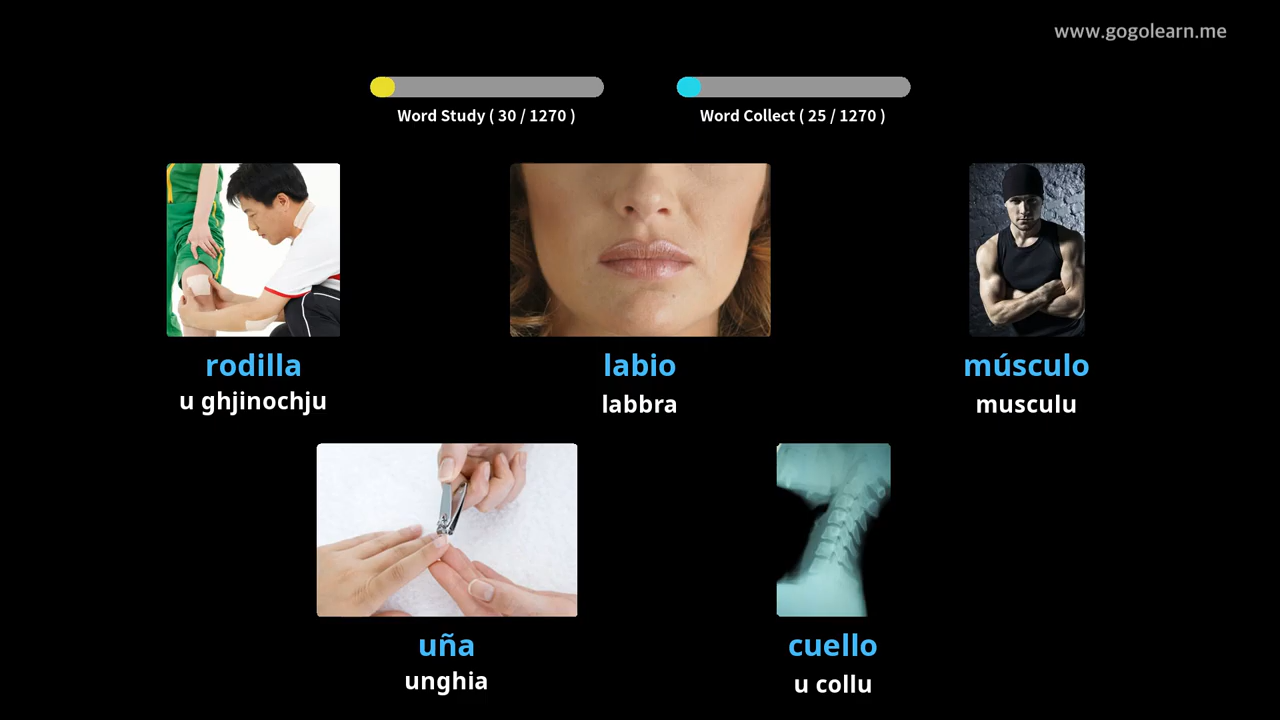 www.gogolearn.me
Word Study ( 30 / 1270 )
Word Collect ( 25 / 1270 )
rodilla
u ghjinochju
labio
labbra
músculo
musculu
uña
unghia
cuello
u collu